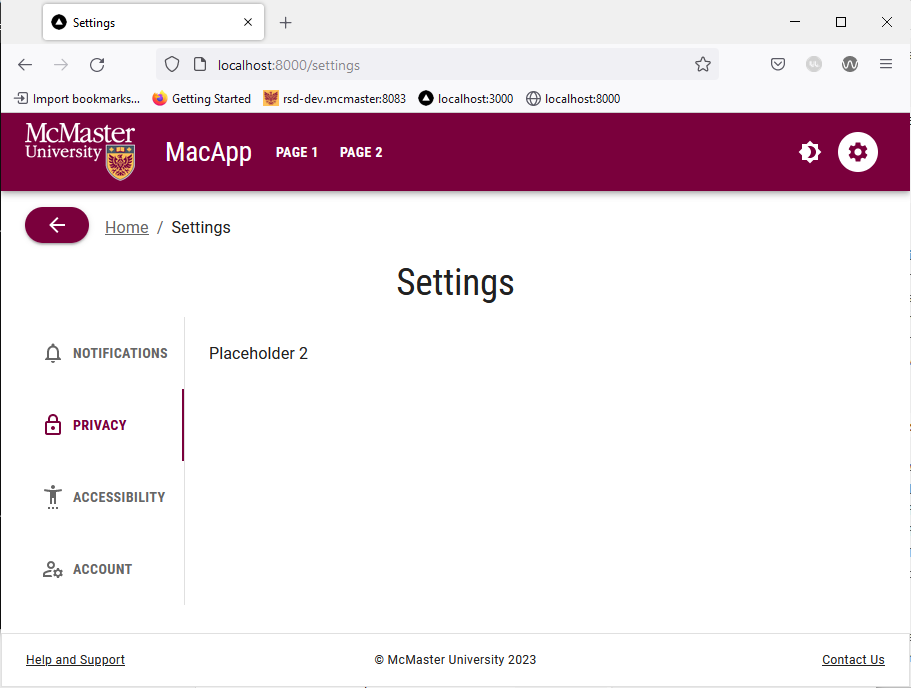 Settings
localhost:8000/settings
Import bookmarks... Getting Started rsd-dev.mcmaster:8083 localhost:3000 localhost:8000
McMaster
University
MacApp PAGE 1 PAGE 2
Home / Settings
Settings
NOTIFICATIONS
Placeholder 2
PRIVACY
ACCESSIBILITY
ACCOUNT
Help and Support © McMaster University 2023 Contact Us